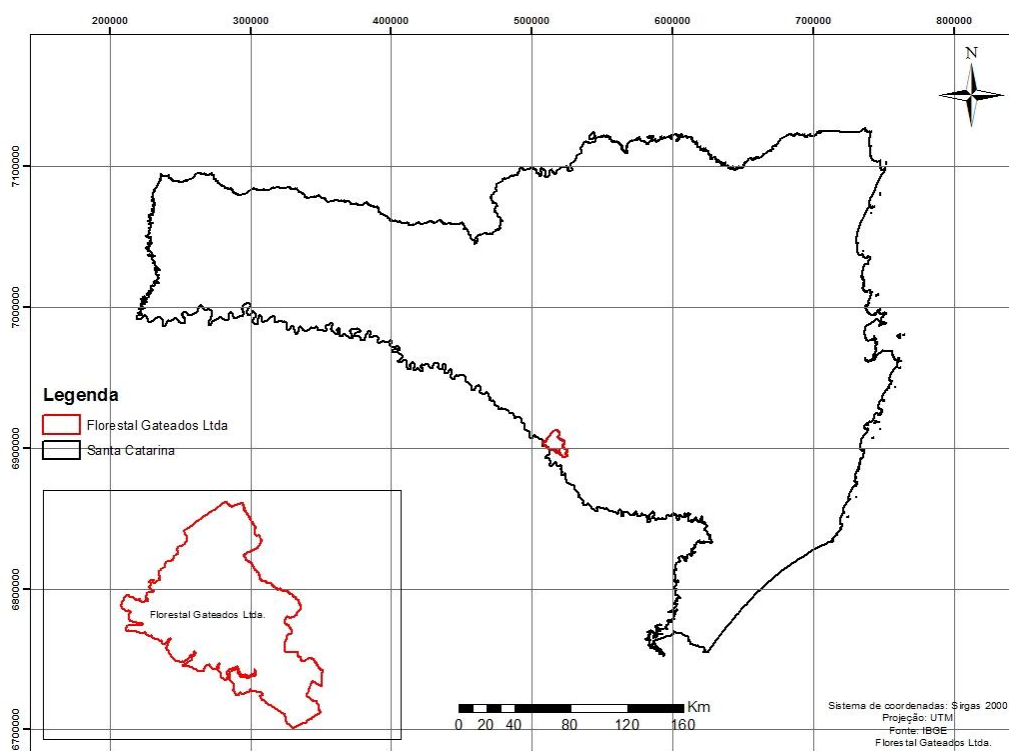 200000 300000 400000 500000 600000 700000 800000
N
7100000
7000000
6900000
6800000
6700000
Legenda
Florestal Gateados Ltda
Santa Catarina
Florestal Gateados Ltda.
Km
0 20 40 80 120 160
Sistema de coordenadas: Sirgas 2000
Projeção: UTM
Fonte: IBGE
Florestal Gateados Ltda.